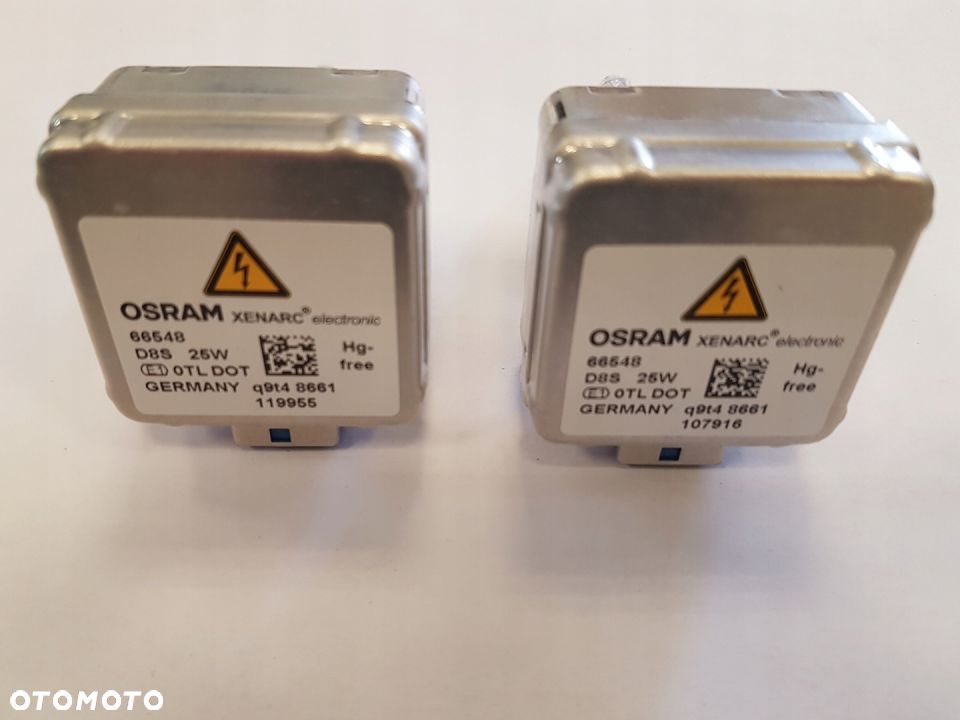 OSRAM XENARC® electronic
66548
D8S 25W
Hg-
free
E1 0TL DOT
GERMANY q9t4 8661
119955
OSRAM XENARC® electronic
66548
D8S 25W
Hg-
free
E1 0TL DOT
GERMANY q9t4 8661
107916
OTOMOTO